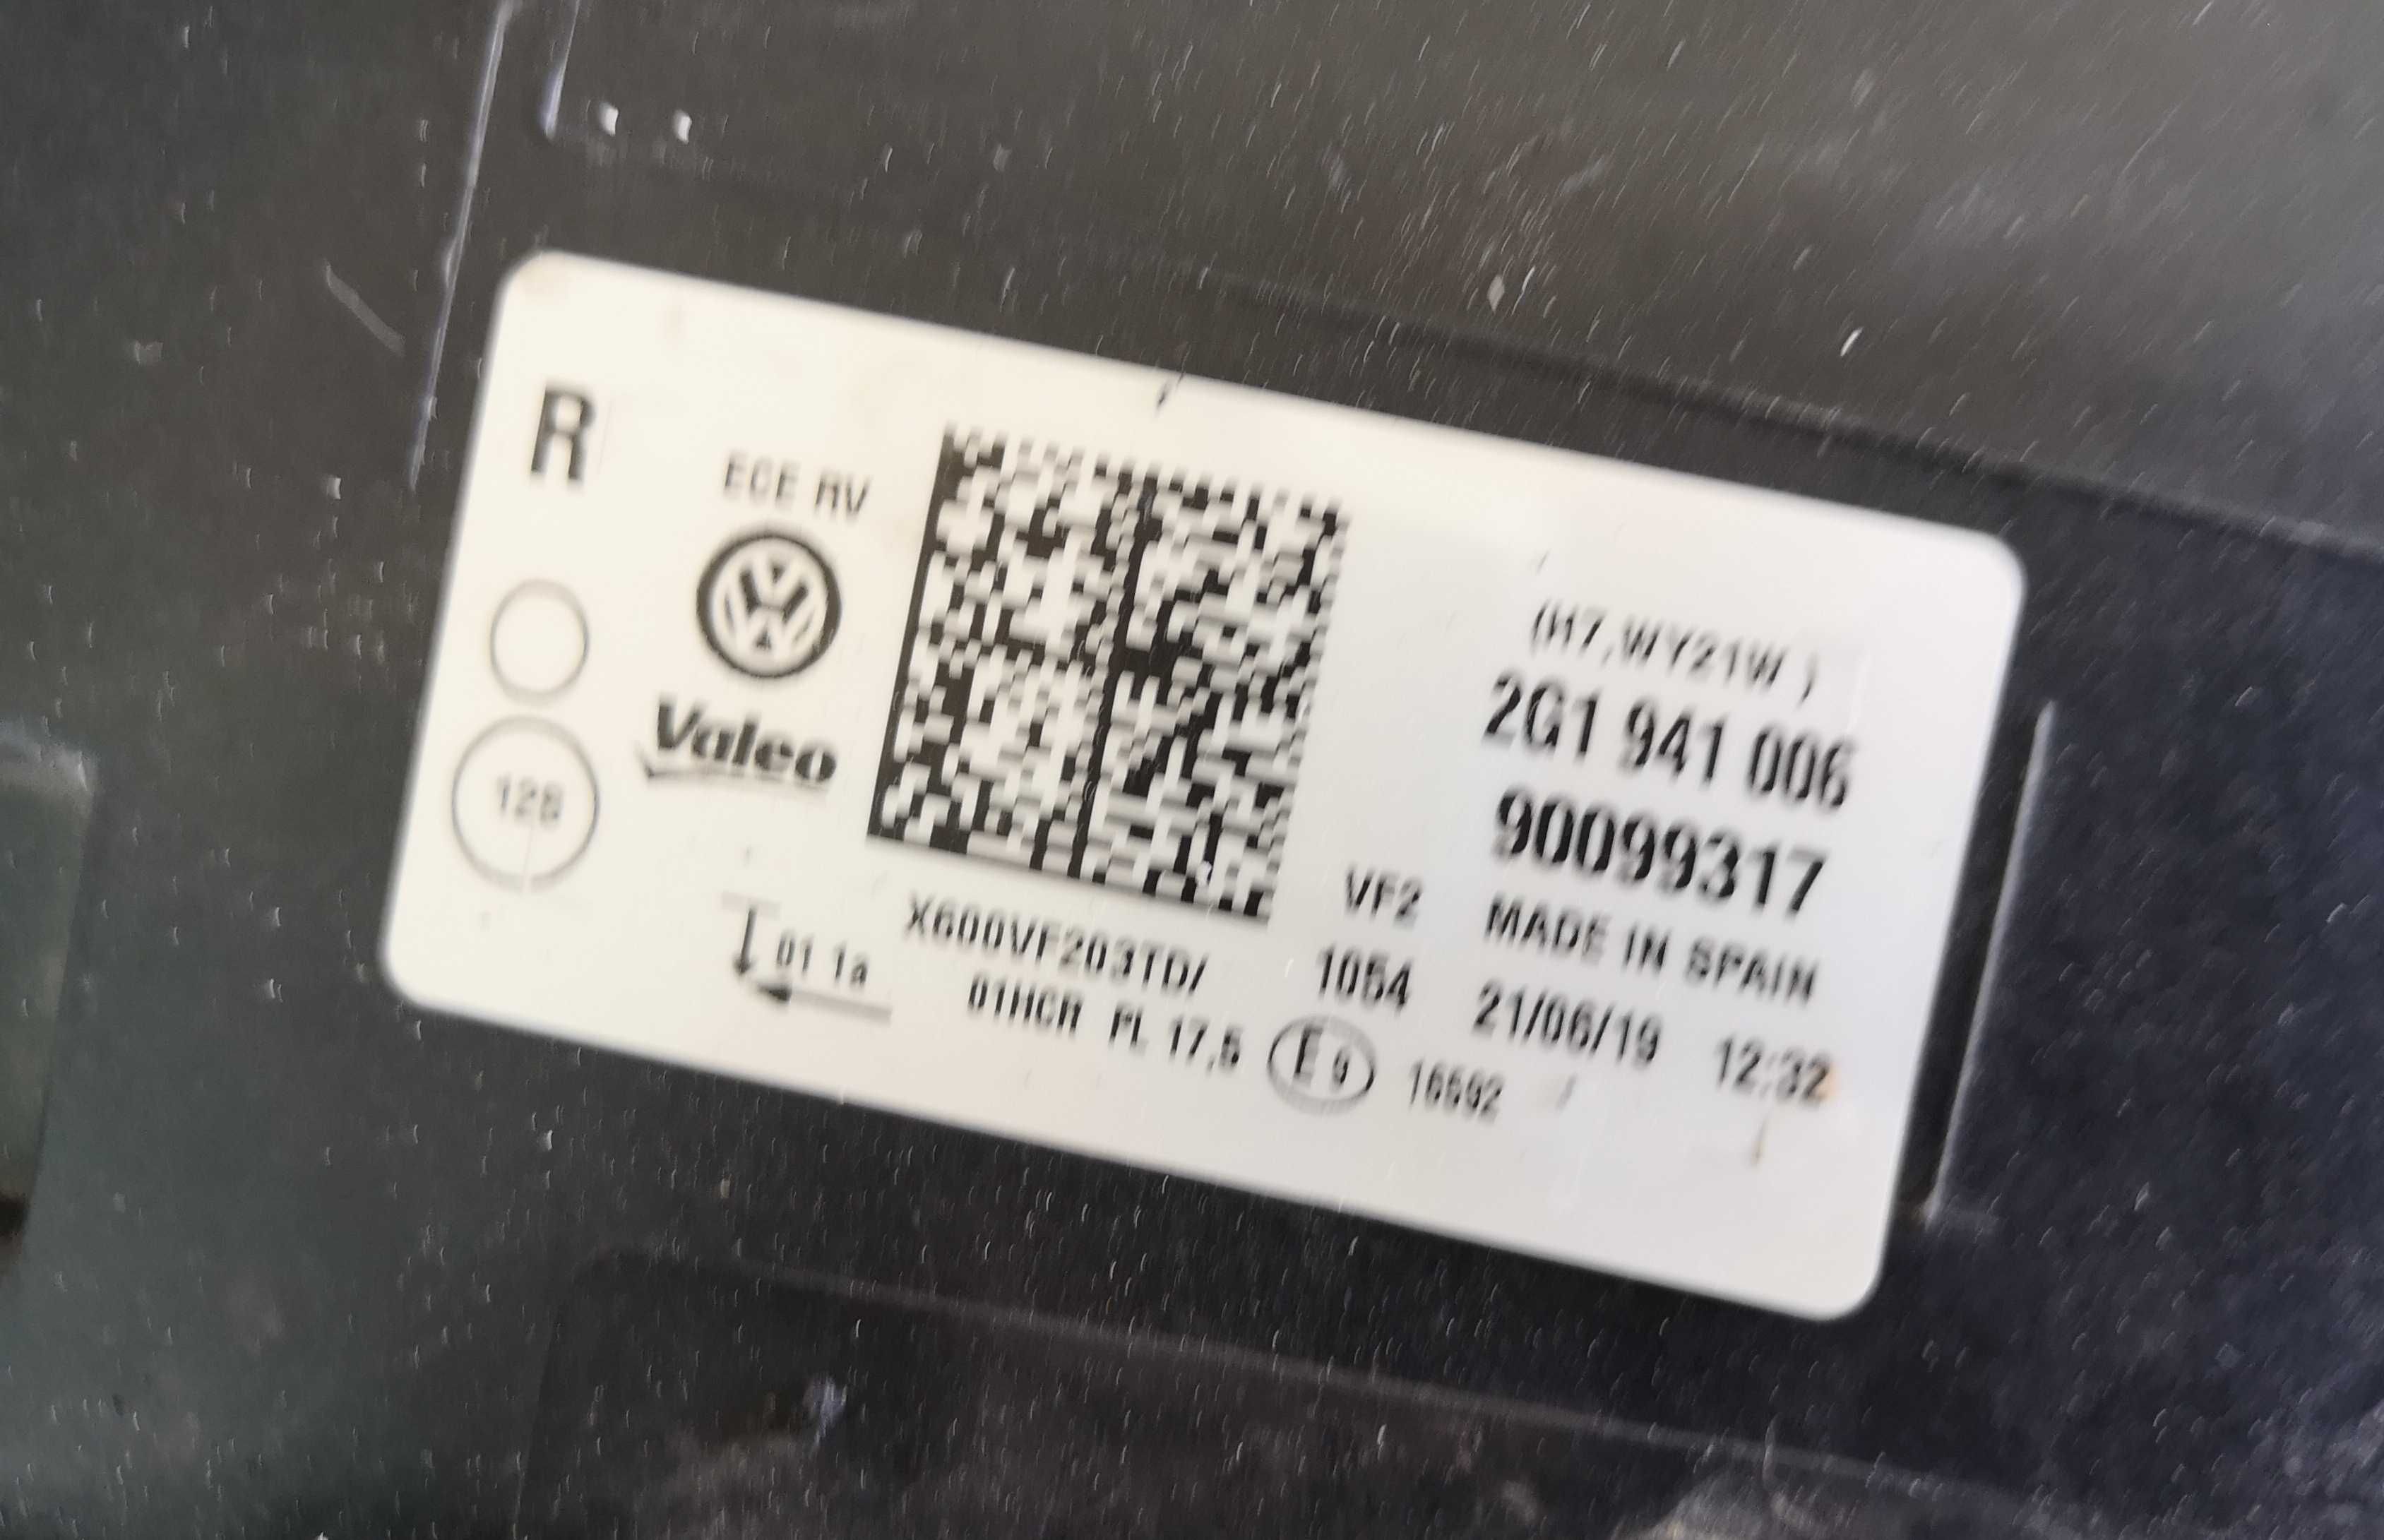 R
ECE RV
Valeo
128
(H7,WY21W )
2G1 941 006
90099317
VF2 MADE IN SPAIN
1054 21/06/19 12:32
X600VF203TD/
01HCR PL 17,5
E9 16592
01 1a